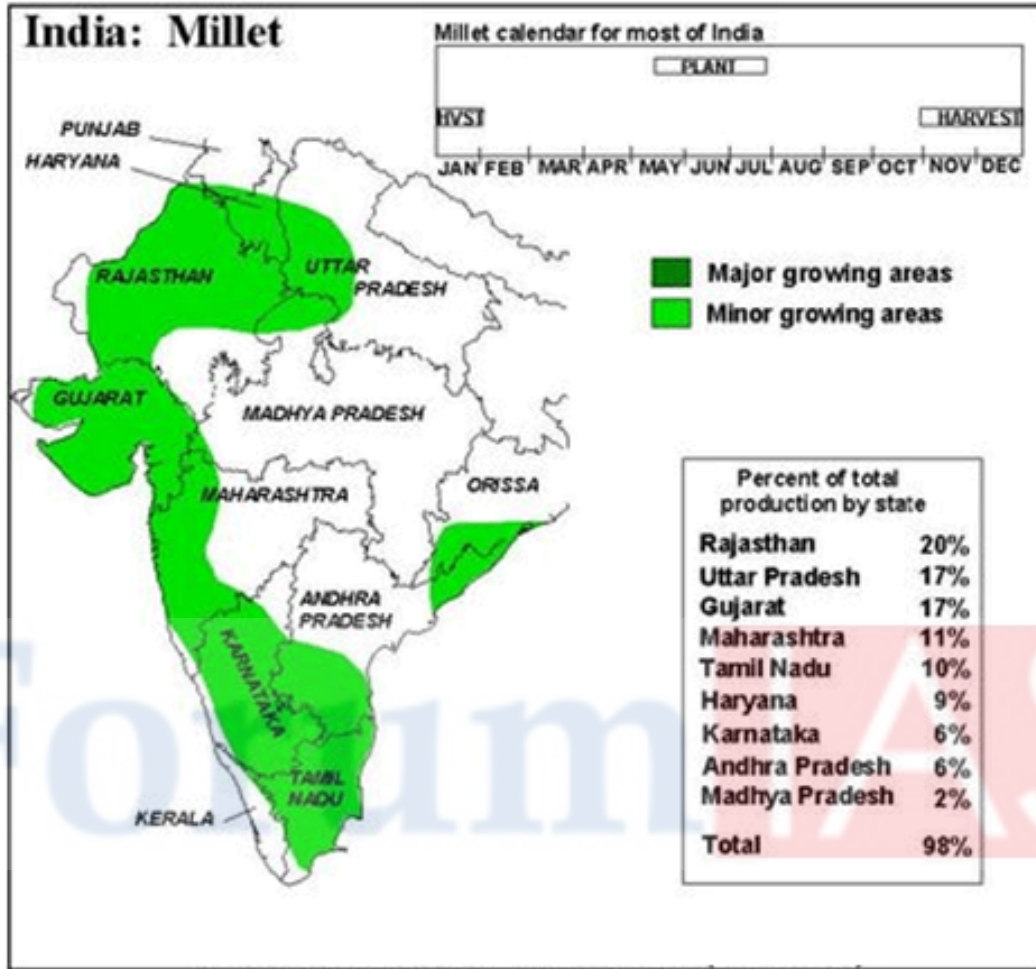 India: Millet
Millet calendar for most of India
PLANT
HVST
HARVEST
JAN FEB MAR APR MAY JUN JUL AUG SEP OCT NOV DEC
PUNJAB
HARYANA
RAJASTHAN
UTTAR
PRADESH
Major growing areas
Minor growing areas
GUJARAT
MADHYA PRADESH
MAHARASHTRA
ORISSA
ANDHRA
PRADESH
KARNATAKA
TAMIL
NADU
KERALA
Percent of total
production by state
Rajasthan 20%
Uttar Pradesh 17%
Gujarat 17%
Maharashtra 11%
Tamil Nadu 10%
Haryana 9%
Karnataka 6%
Andhra Pradesh 6%
Madhya Pradesh 2%
Total 98%
Forum IAS